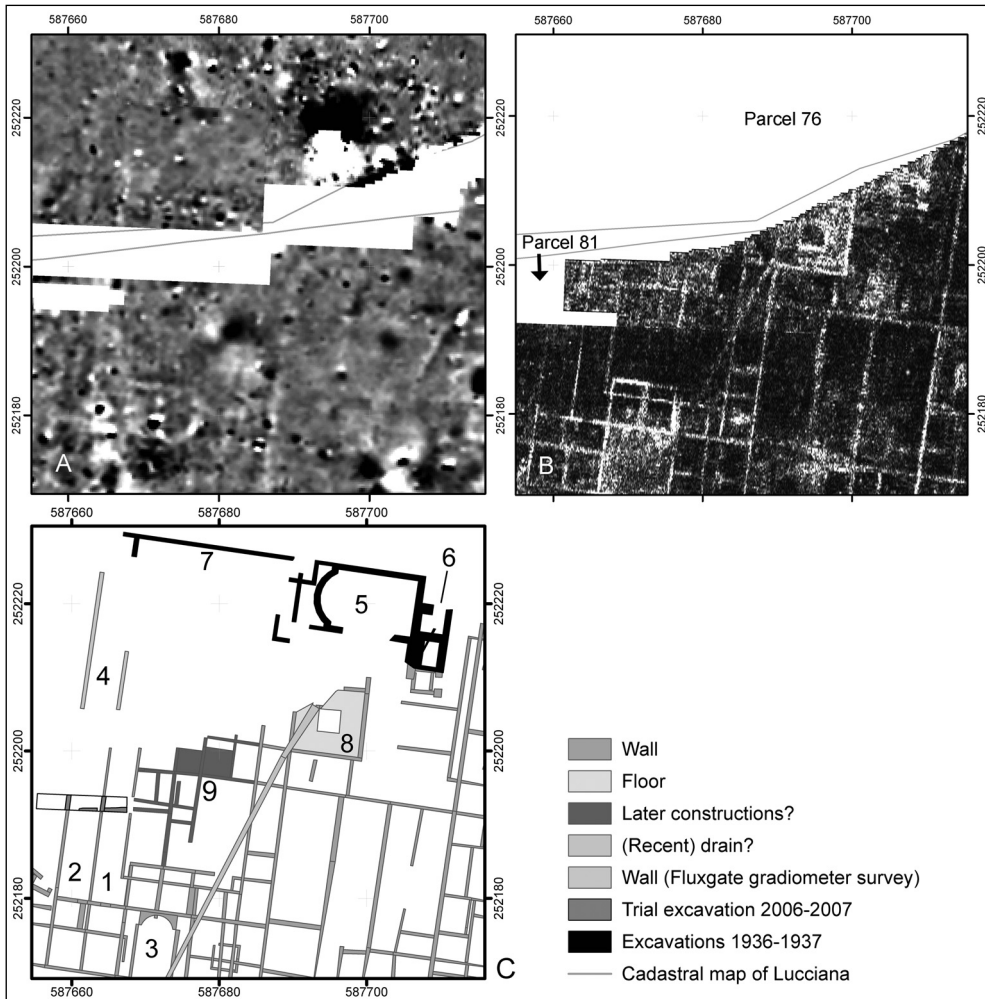 587660 587680 587700
587660 587680 587700
252220
252200
252180
A
252220
252200
252180
Parcel 76
Parcel 81
B
252220
252200
252180
587660 587680 587700
252220
252200
252180
7
6
5
4
8
9
2
1
3
C
252220
252200
252180
587660 587680 587700
Wall
Floor
Later constructions?
(Recent) drain?
Wall (Fluxgate gradiometer survey)
Trial excavation 2006-2007
Excavations 1936-1937
Cadastral map of Lucciana